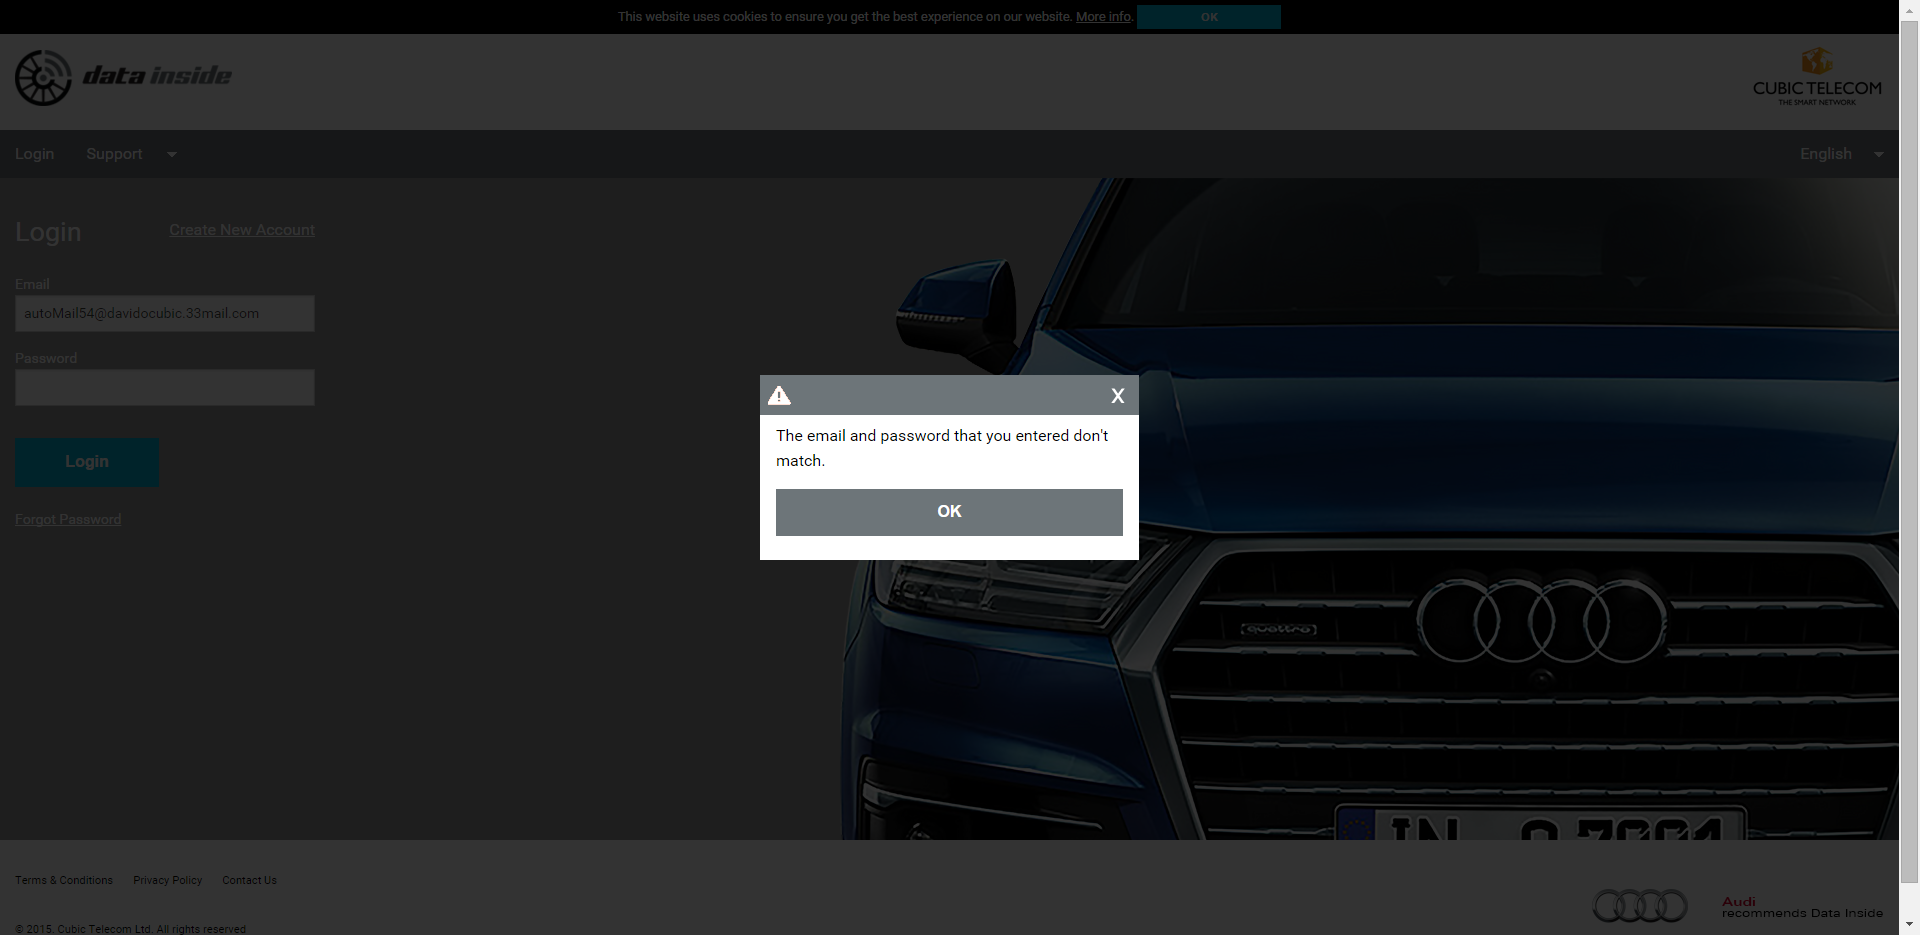 This website uses cookies to ensure you get the best experience on our website. More info. OK
data inside
CUBIC TELECOM
THE SMART NETWORK
Login Support English
Login Create New Account
Email
autoMail54@davidocubic.33mail.com
Password
Login
Forgot Password
X
The email and password that you entered don't
match.
OK
quattro
Terms & Conditions Privacy Policy Contact Us
Audi
recommends Data Inside
© 2015. Cubic Telecom Ltd. All rights reserved